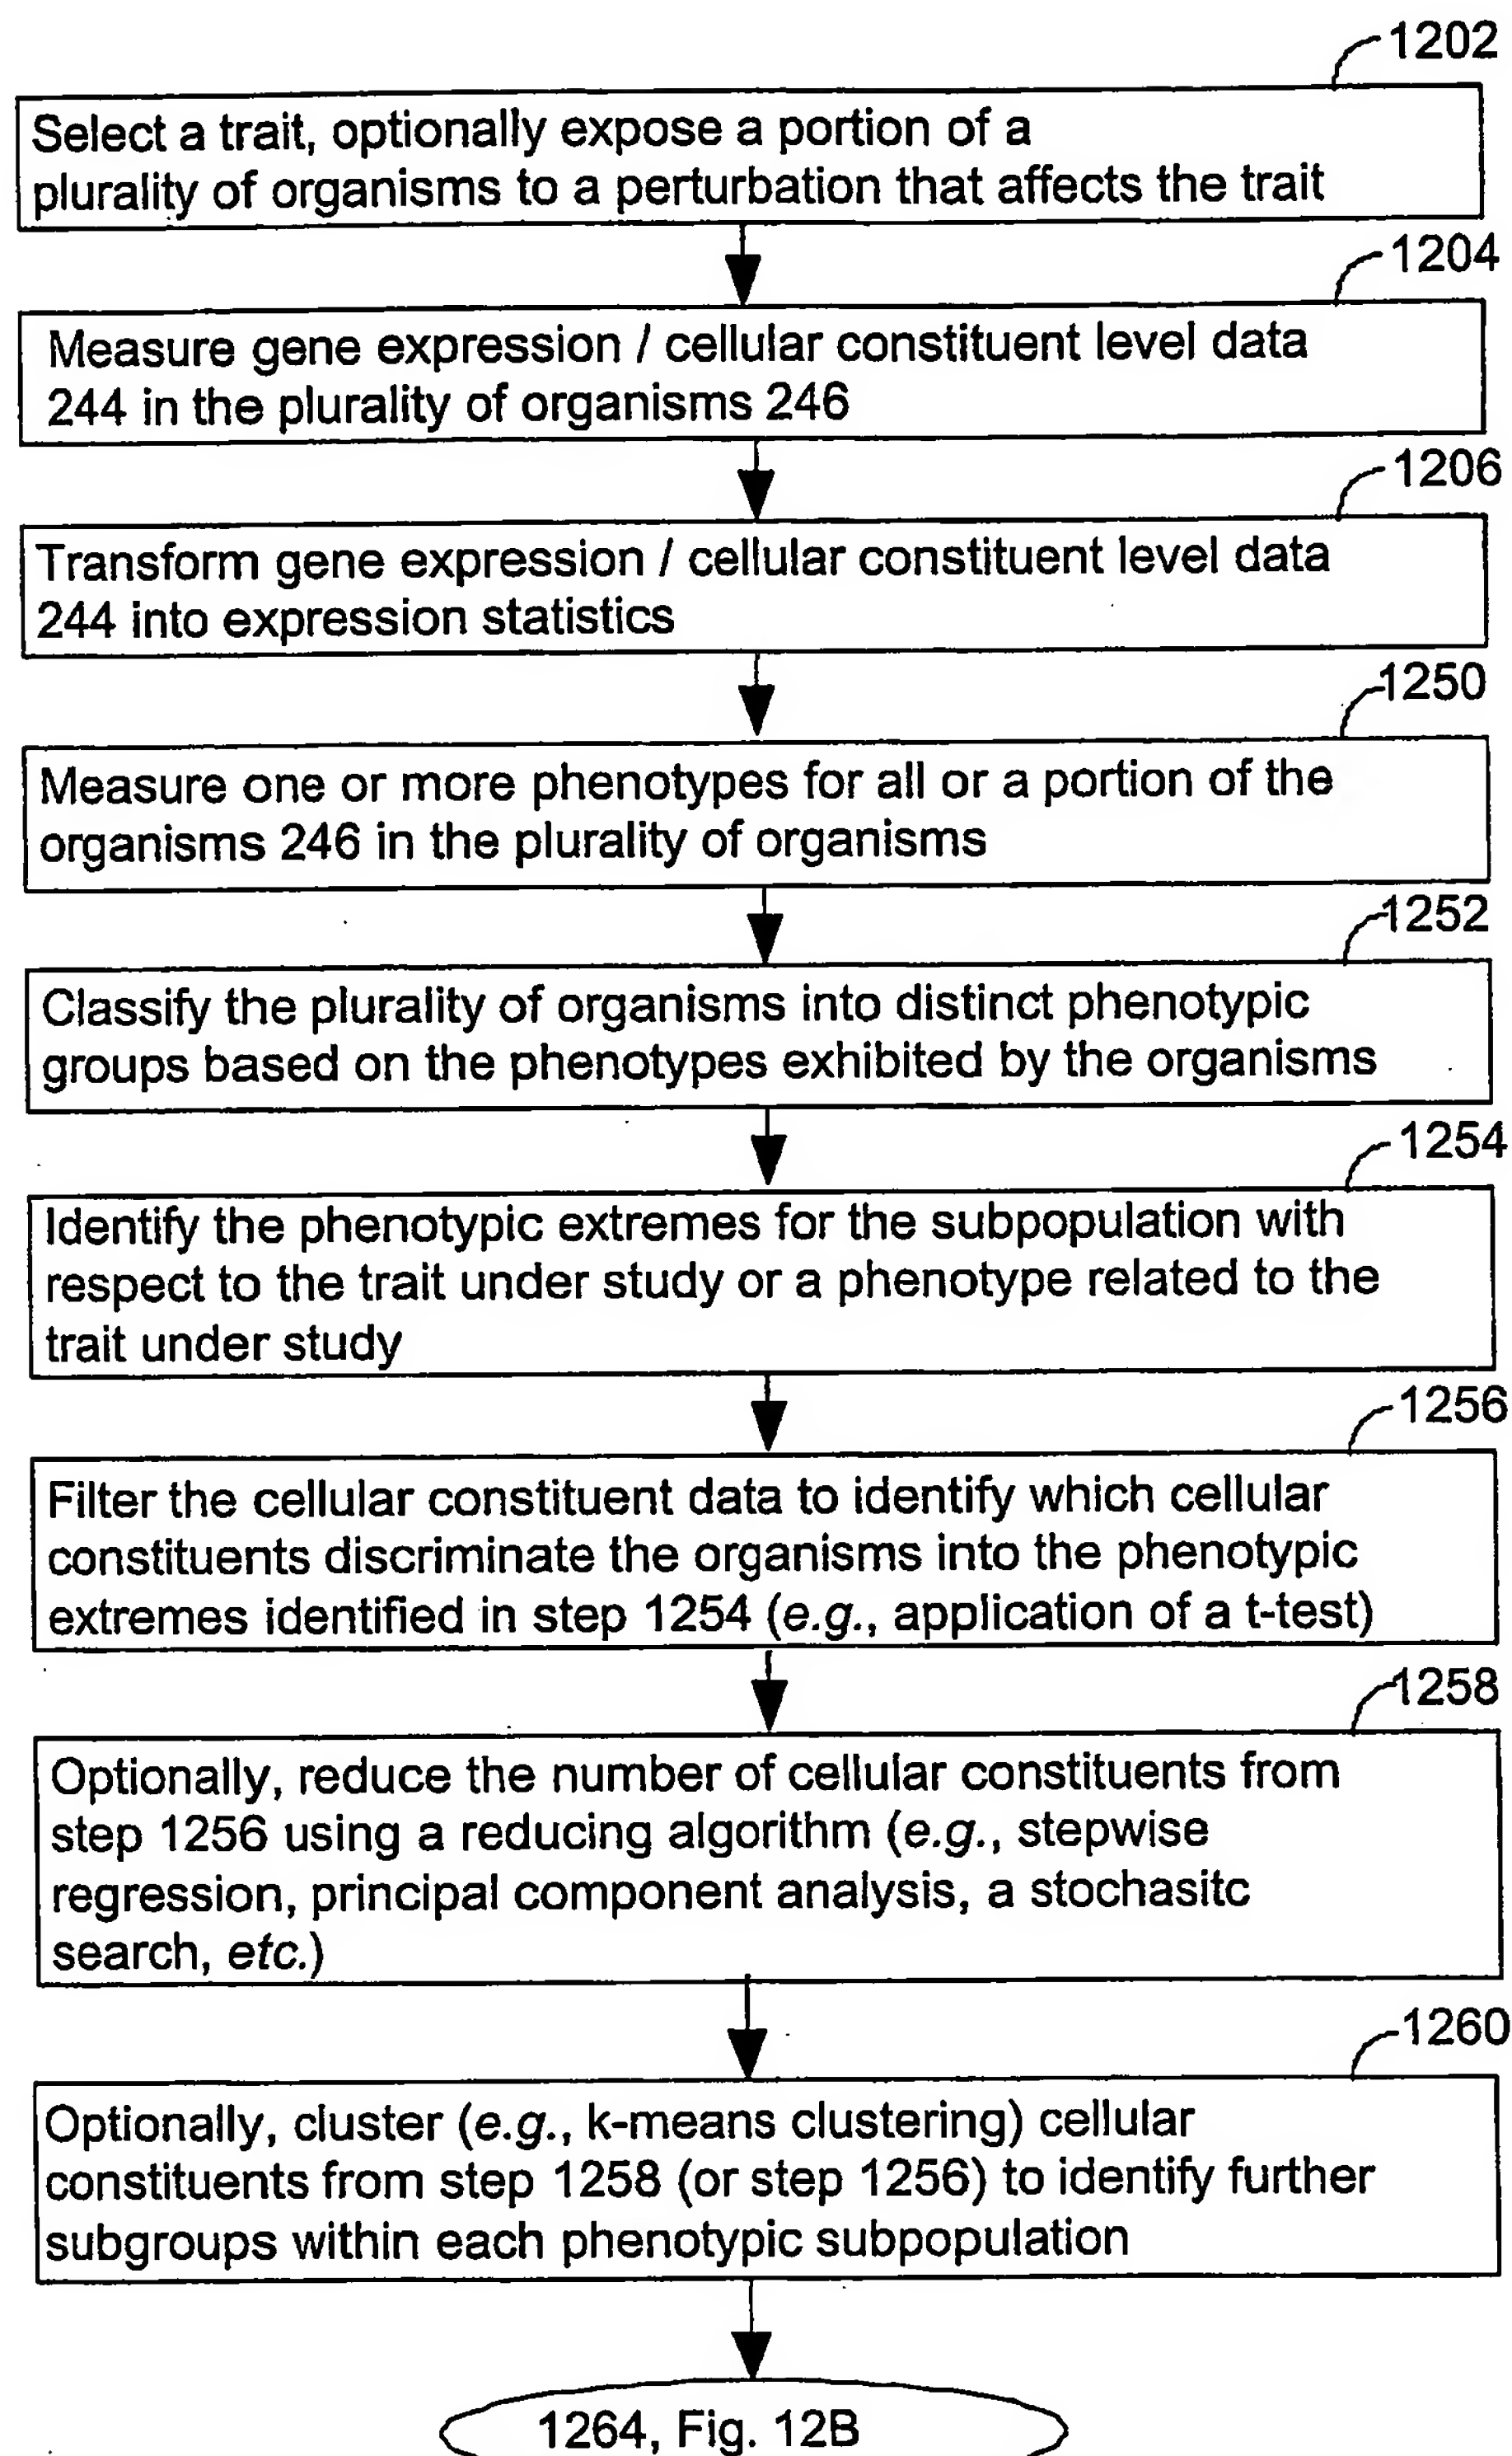 1202
Select a trait, optionally expose a portion of a
plurality of organisms to a perturbation that affects the trait
1204
Measure gene expression / cellular constituent level data
244 in the plurality of organisms 246
1206
Transform gene expression / cellular constituent level data
244 into expression statistics
1250
Measure one or more phenotypes for all or a portion of the
organisms 246 in the plurality of organisms
1252
Classify the plurality of organisms into distinct phenotypic
groups based on the phenotypes exhibited by the organisms
1254
Identify the phenotypic extremes for the subpopulation with
respect to the trait under study or a phenotype related to the
trait under study
1256
Filter the cellular constituent data to identify which cellular
constituents discriminate the organisms into the phenotypic
extremes identified in step 1254 (e.g., application of a t-test)
1258
Optionally, reduce the number of cellular constituents from
step 1256 using a reducing algorithm (e.g., stepwise
regression, principal component analysis, a stochasitc
search, etc.)
1260
Optionally, cluster (e.g., k-means clustering) cellular
constituents from step 1258 (or step 1256) to identify further
subgroups within each phenotypic subpopulation
1264, Fig. 12B